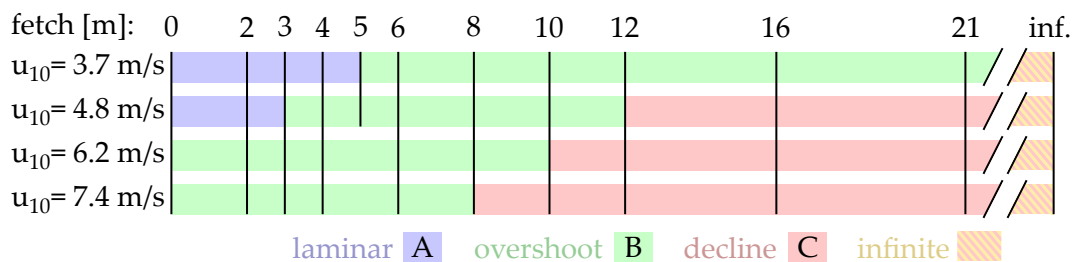 fetch [m]: 0 2 3 4 5 6 8 10 12 16 21 inf.
u10= 3.7 m/s
u10= 4.8 m/s
u10= 6.2 m/s
u10= 7.4 m/s
laminar A overshoot B decline C infinite